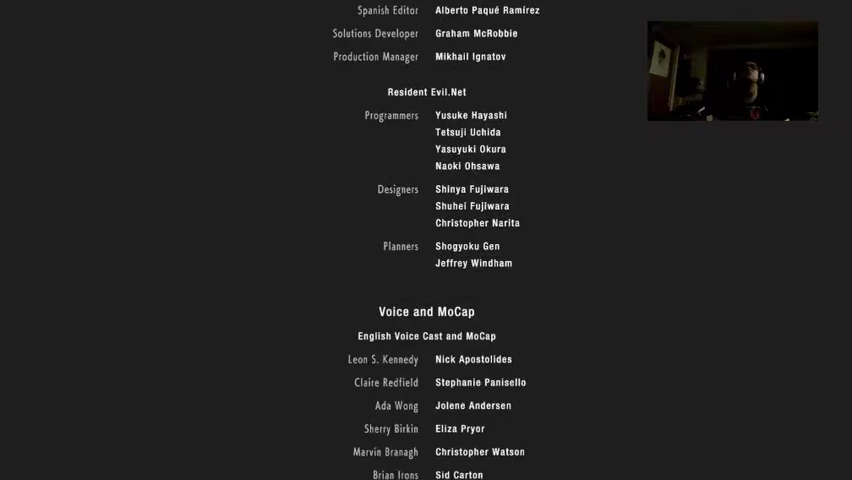 Spanish Editor Alberto Paqué Ramírez
Solutions Developer Graham McRobbie
Production Manager Mikhail Ignatov
Resident Evil.Net
Programmers Yusuke Hayashi
Tetsuji Uchida
Yasuyuki Okura
Naoki Ohsawa
Designers Shinya Fujiwara
Shuhei Fujiwara
Christopher Narita
Planners Shogyoku Gen
Jeffrey Windham
Voice and MoCap
English Voice Cast and MoCap
Leon S. Kennedy Nick Apostolides
Claire Redfield Stephanie Panisello
Ada Wong Jolene Andersen
Sherry Birkin Eliza Pryor
Marvin Branagh Christopher Watson
Brian Irons Sid Carton